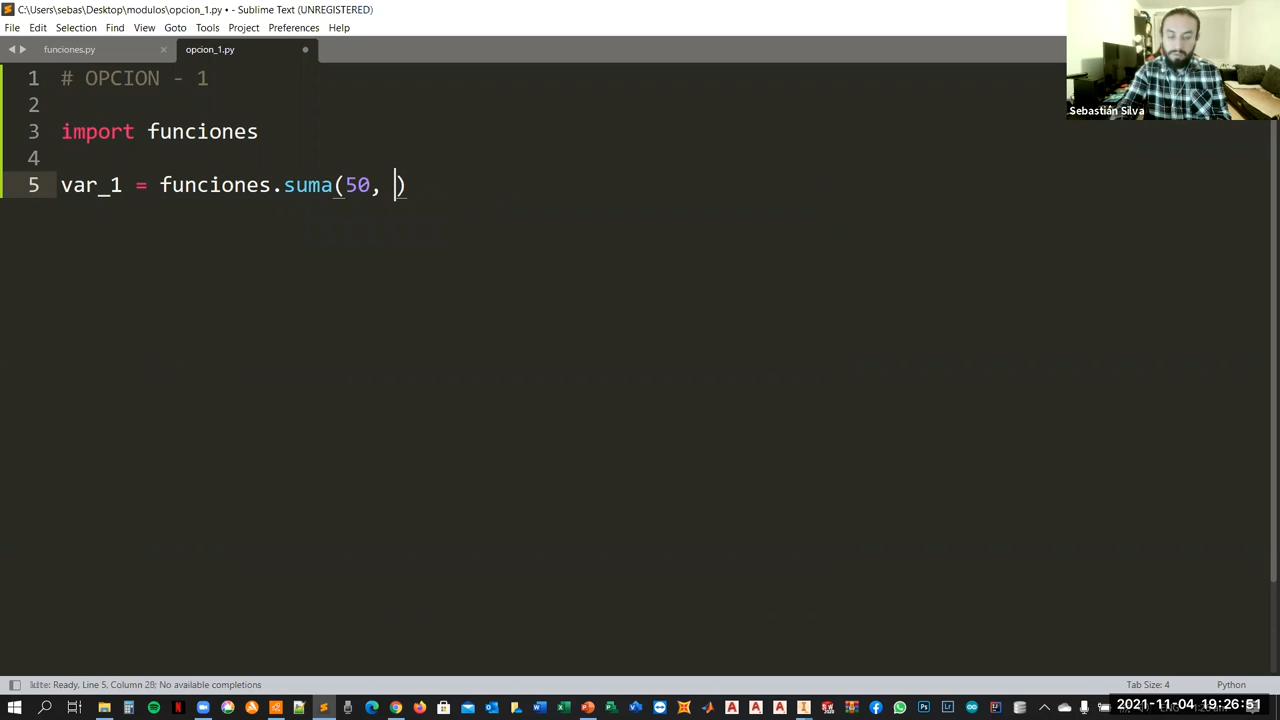 C:\Users\sebas\Desktop\modulos\opcion_1.py • - Sublime Text (UNREGISTERED)
File Edit Selection Find View Goto Tools Project Preferences Help
funciones.py opcion_1.py
Sebastián Silva
1 # OPCION - 1
2
3 import funciones
4
5 var_1 = funciones.suma(50, )
Ready, Line 5, Column 28; No available completions Tab Size: 4 Python
2021-11-04 19:26:51